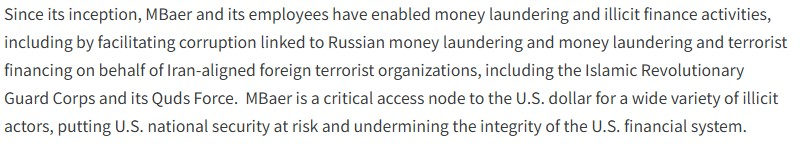 Since its inception, MBaer and its employees have enabled money laundering and illicit finance activities,
including by facilitating corruption linked to Russian money laundering and money laundering and terrorist
financing on behalf of Iran-aligned foreign terrorist organizations, including the Islamic Revolutionary
Guard Corps and its Quds Force.  MBaer is a critical access node to the U.S. dollar for a wide variety of illicit
actors, putting U.S. national security at risk and undermining the integrity of the U.S. financial system.